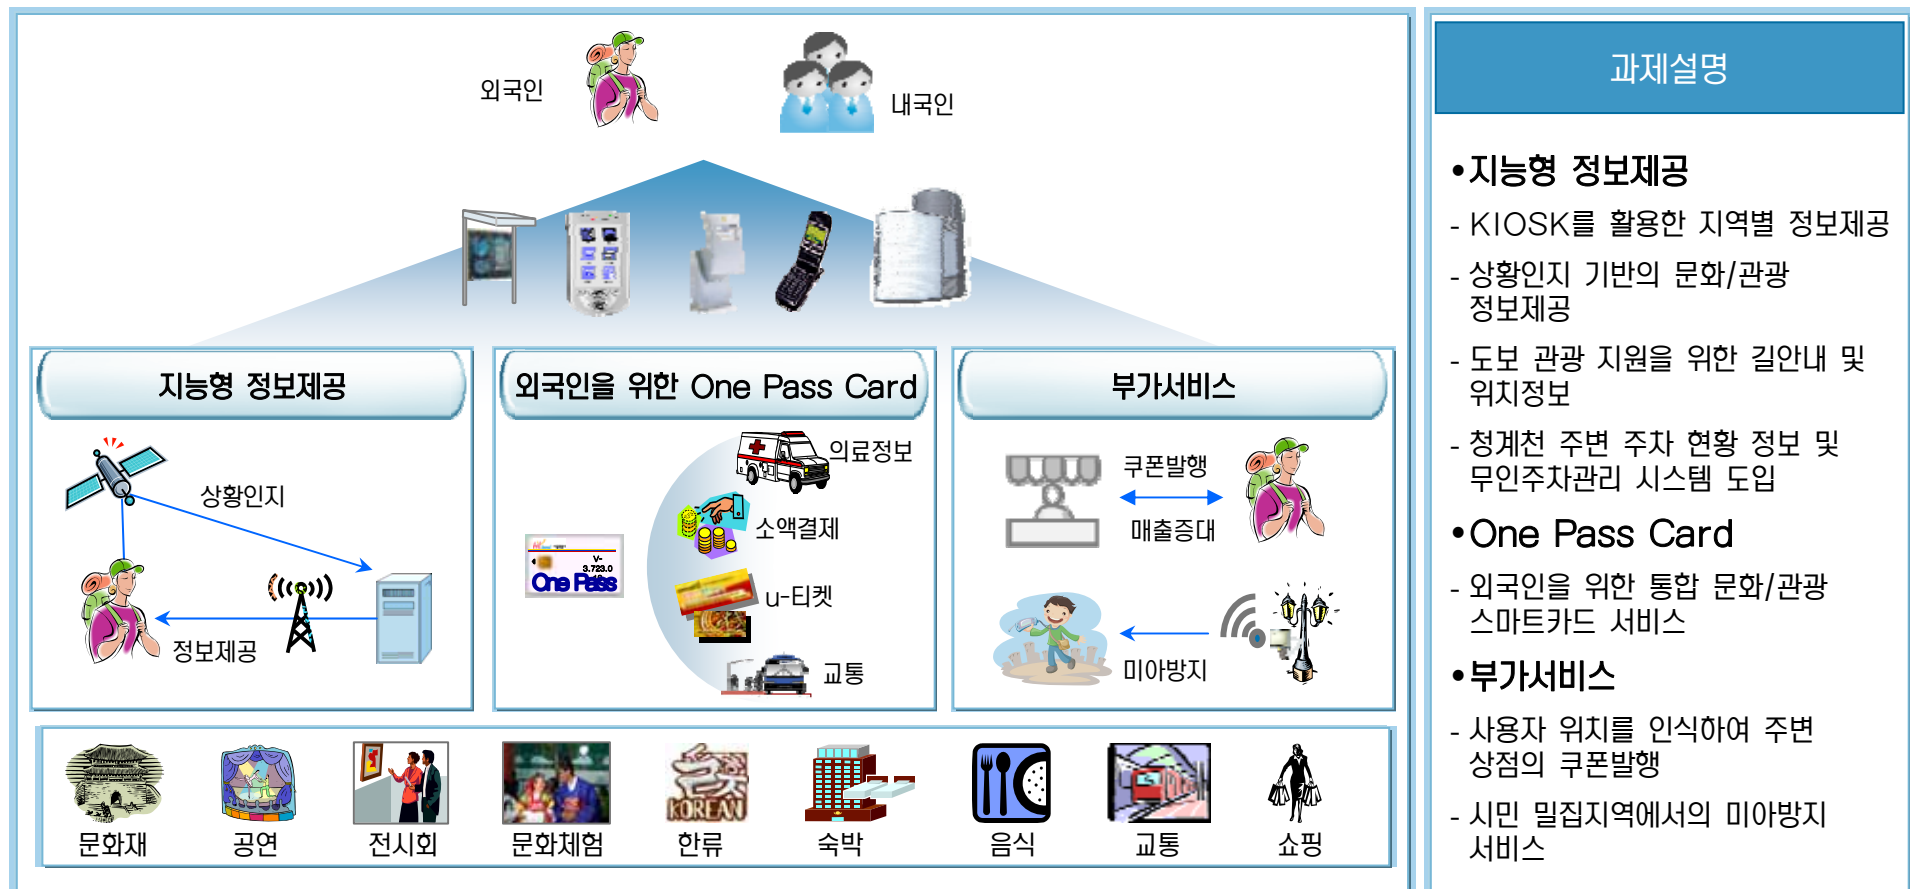 외국인
내국인
지능형 정보제공
상황인지
정보제공
외국인을 위한 One Pass Card
의료정보
소액결제
One Pass
V-
3.723.0
u-티켓
교통
부가서비스
쿠폰발행
매출증대
미아방지
문화재
공연
전시회
문화체험
KOREAN
한류
숙박
음식
교통
쇼핑
과제설명
•지능형 정보제공
- KIOSK를 활용한 지역별 정보제공
- 상황인지 기반의 문화/관광
정보제공
- 도보 관광 지원을 위한 길안내 및
위치정보
- 청계천 주변 주차 현황 정보 및
무인주차관리 시스템 도입
•One Pass Card
- 외국인을 위한 통합 문화/관광
스마트카드 서비스
•부가서비스
- 사용자 위치를 인식하여 주변
상점의 쿠폰발행
- 시민 밀집지역에서의 미아방지
서비스